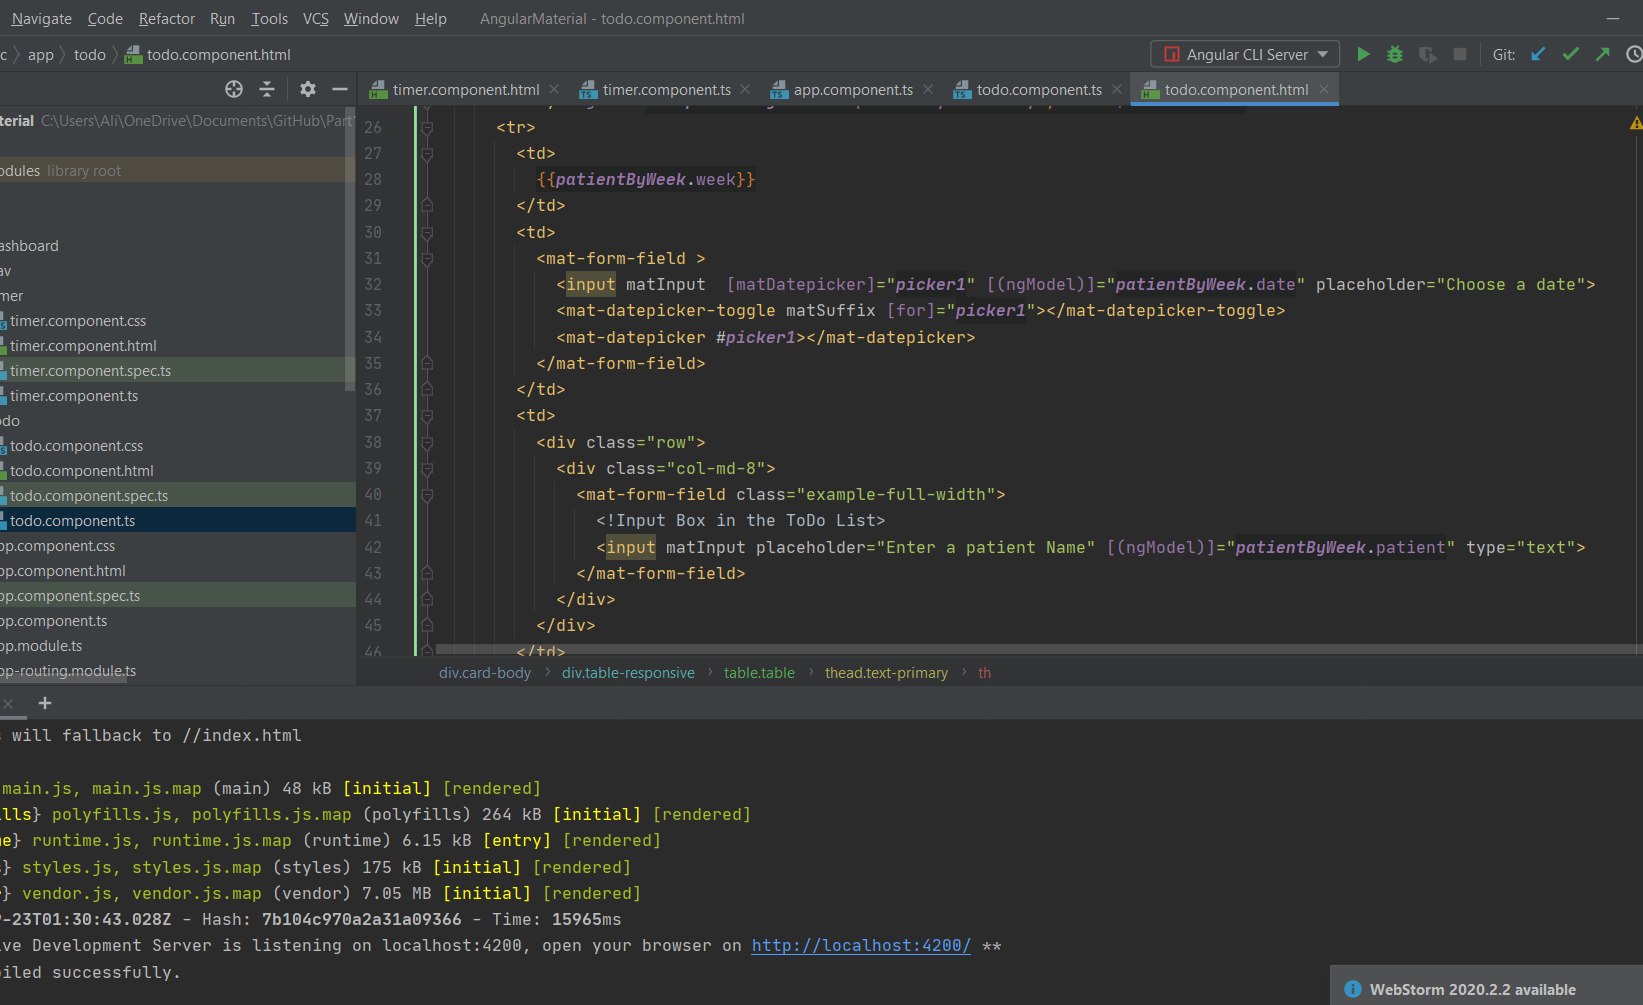 Navigate Code Refactor Run Tools VCS Window Help AngularMaterial - todo.component.html
c app todo todo.component.html Angular CLI Server Git:
timer.component.html timer.component.ts app.component.ts todo.component.ts todo.component.html
terial C:\Users\Ali\OneDrive\Documents\GitHub\Part
odules library root
ashboard
av
mer
timer.component.css
timer.component.html
timer.component.spec.ts
timer.component.ts
odo
todo.component.css
todo.component.html
todo.component.spec.ts
todo.component.ts
pp.component.css
pp.component.html
pp.component.spec.ts
pp.component.ts
pp.module.ts
pp-routing.module.ts
26 <tr>
27 <td>
28 {{patientByWeek.week}}
29 </td>
30 <td>
31 <mat-form-field >
32 <input matInput  [matDatepicker]="picker1" [(ngModel)]="patientByWeek.date" placeholder="Choose a date">
33 <mat-datepicker-toggle matSuffix [for]="picker1"></mat-datepicker-toggle>
34 <mat-datepicker #picker1></mat-datepicker>
35 </mat-form-field>
36 </td>
37 <td>
38 <div class="row">
39 <div class="col-md-8">
40 <mat-form-field class="example-full-width">
41 <!Input Box in the ToDo List>
42 <input matInput placeholder="Enter a patient Name" [(ngModel)]="patientByWeek.patient" type="text">
43 </mat-form-field>
44 </div>
45 </div>
46 </td>
div.card-body div.table-responsive table.table thead.text-primary th
s will fallback to //index.html
main.js, main.js.map (main) 48 kB [initial] [rendered]
lls} polyfills.js, polyfills.js.map (polyfills) 264 kB [initial] [rendered]
me} runtime.js, runtime.js.map (runtime) 6.15 kB [entry] [rendered]
} styles.js, styles.js.map (styles) 175 kB [initial] [rendered]
} vendor.js, vendor.js.map (vendor) 7.05 MB [initial] [rendered]
9-23T01:30:43.028Z - Hash: 7b104c970a2a31a09366 - Time: 15965ms
ive Development Server is listening on localhost:4200, open your browser on http://localhost:4200/ **
piled successfully.
WebStorm 2020.2.2 available